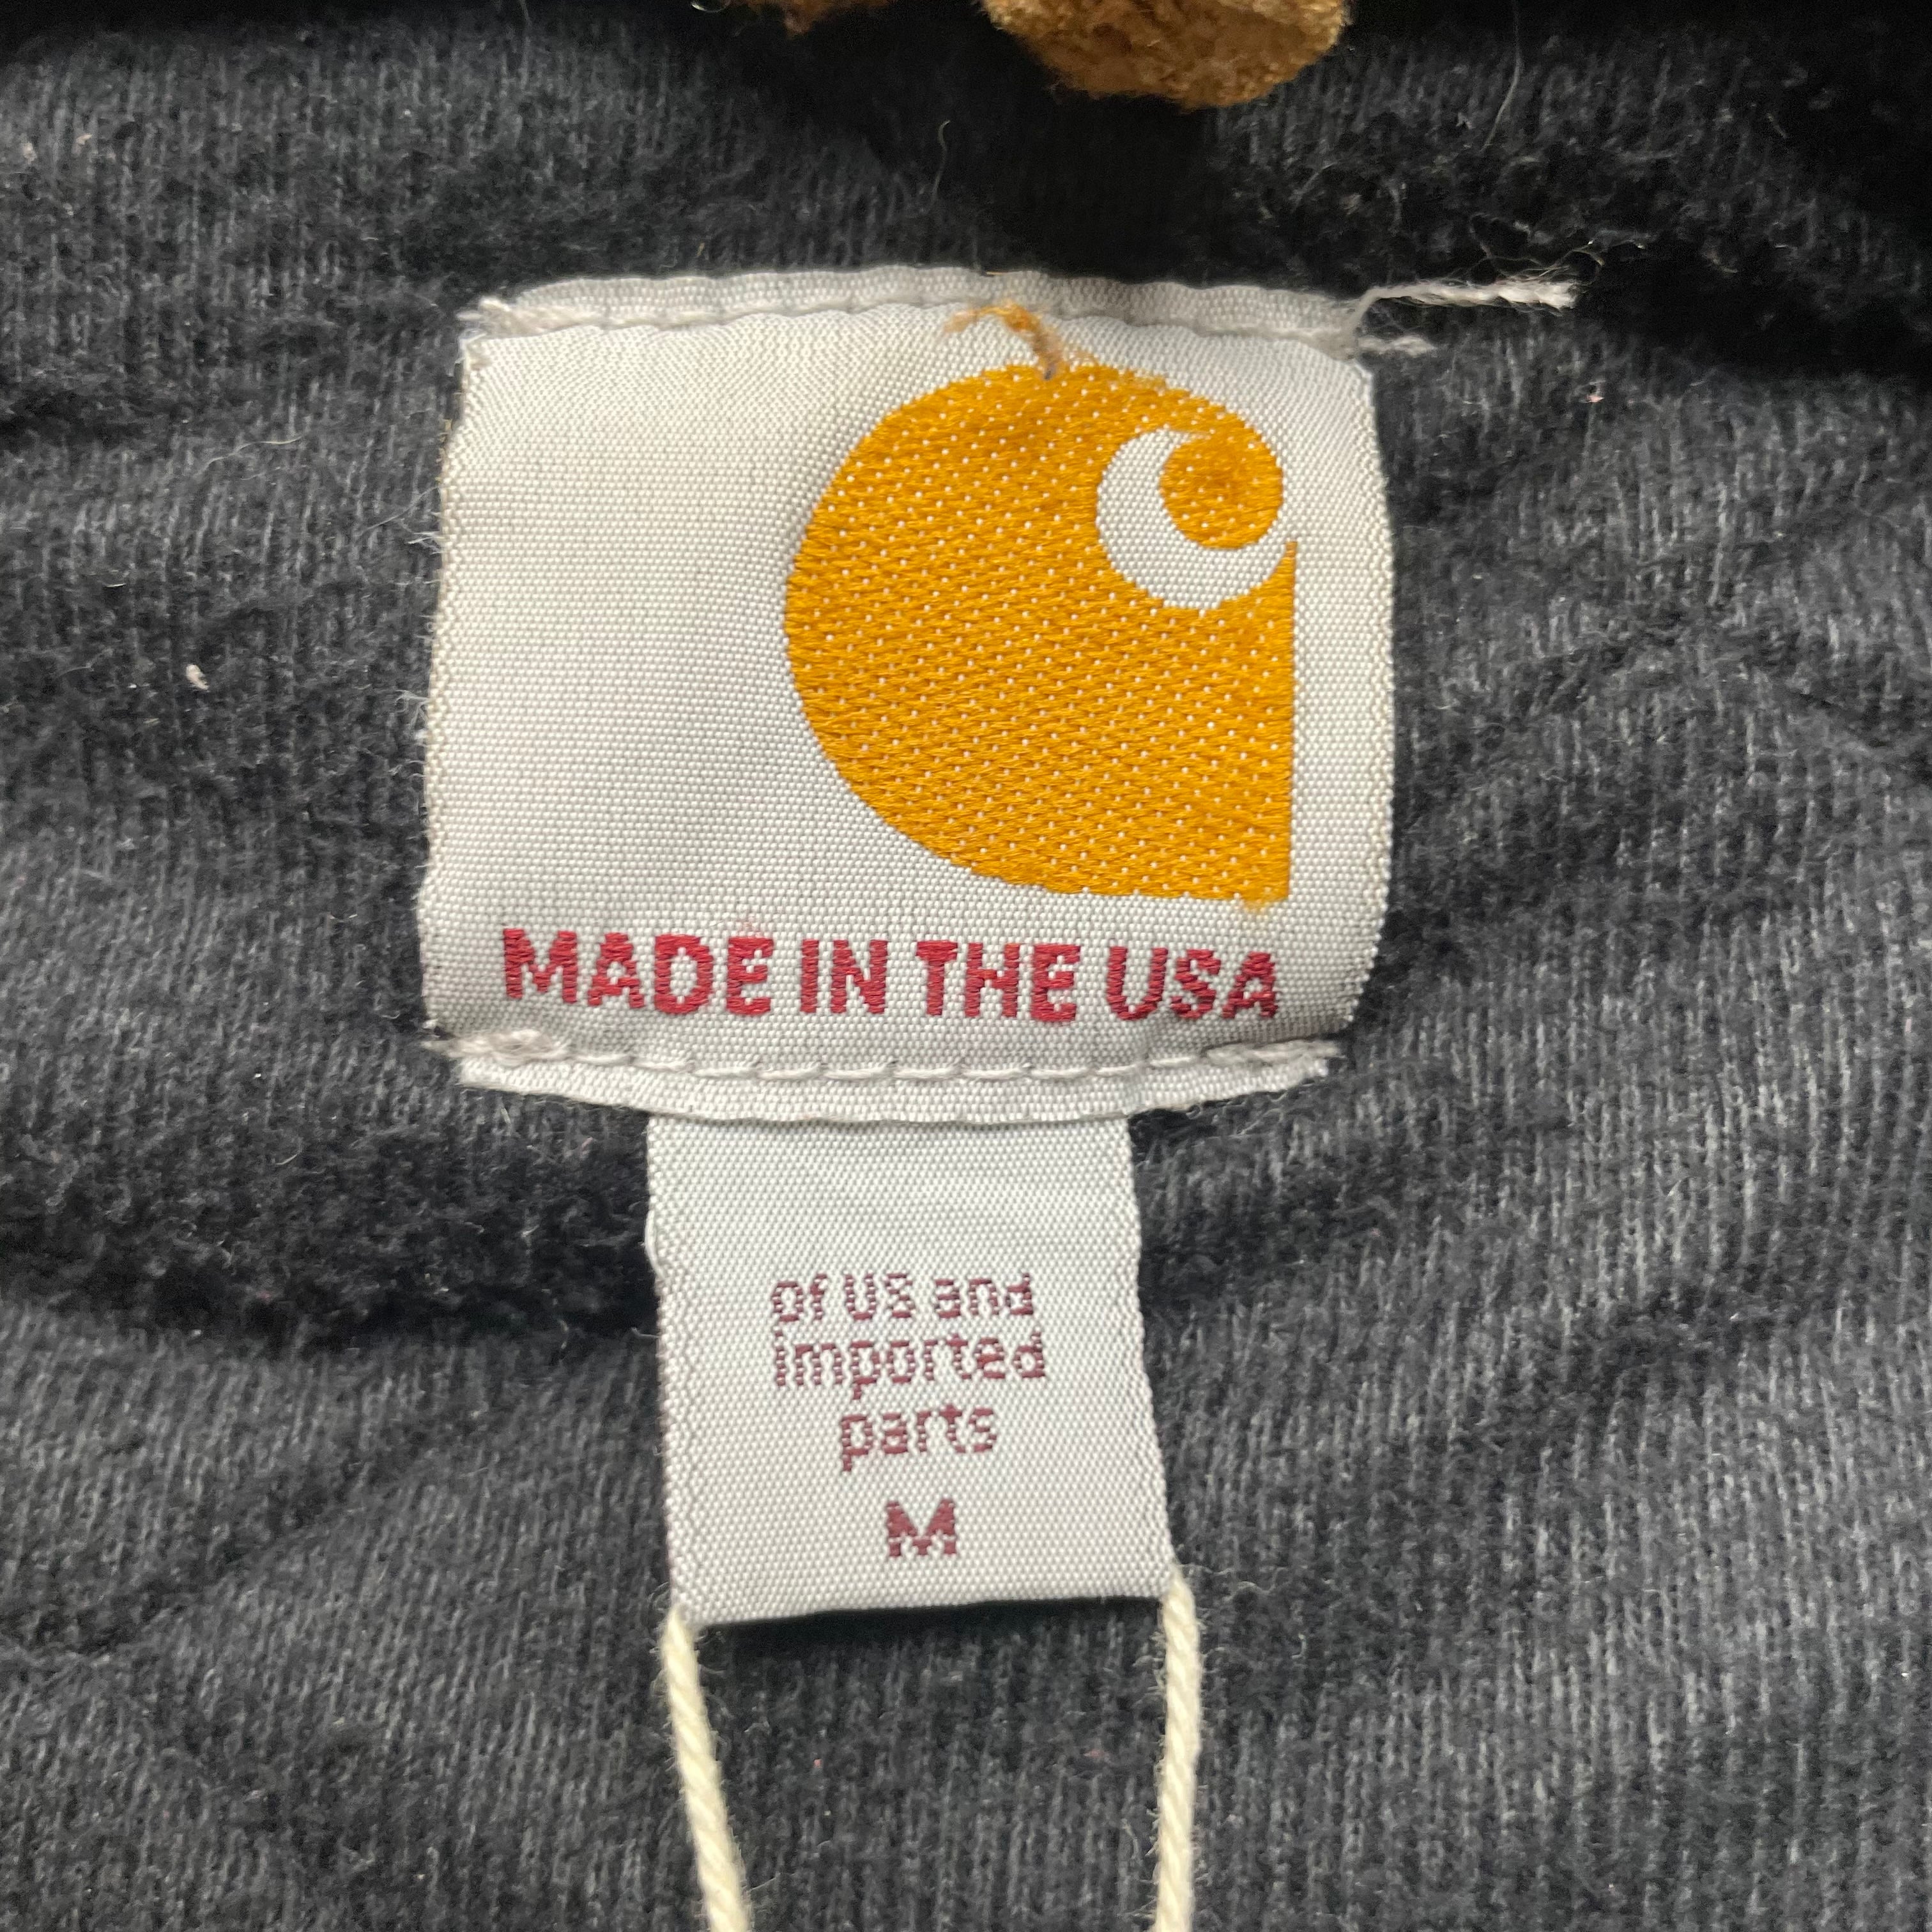 MADE IN THE USA
of US and
imported
parts
M